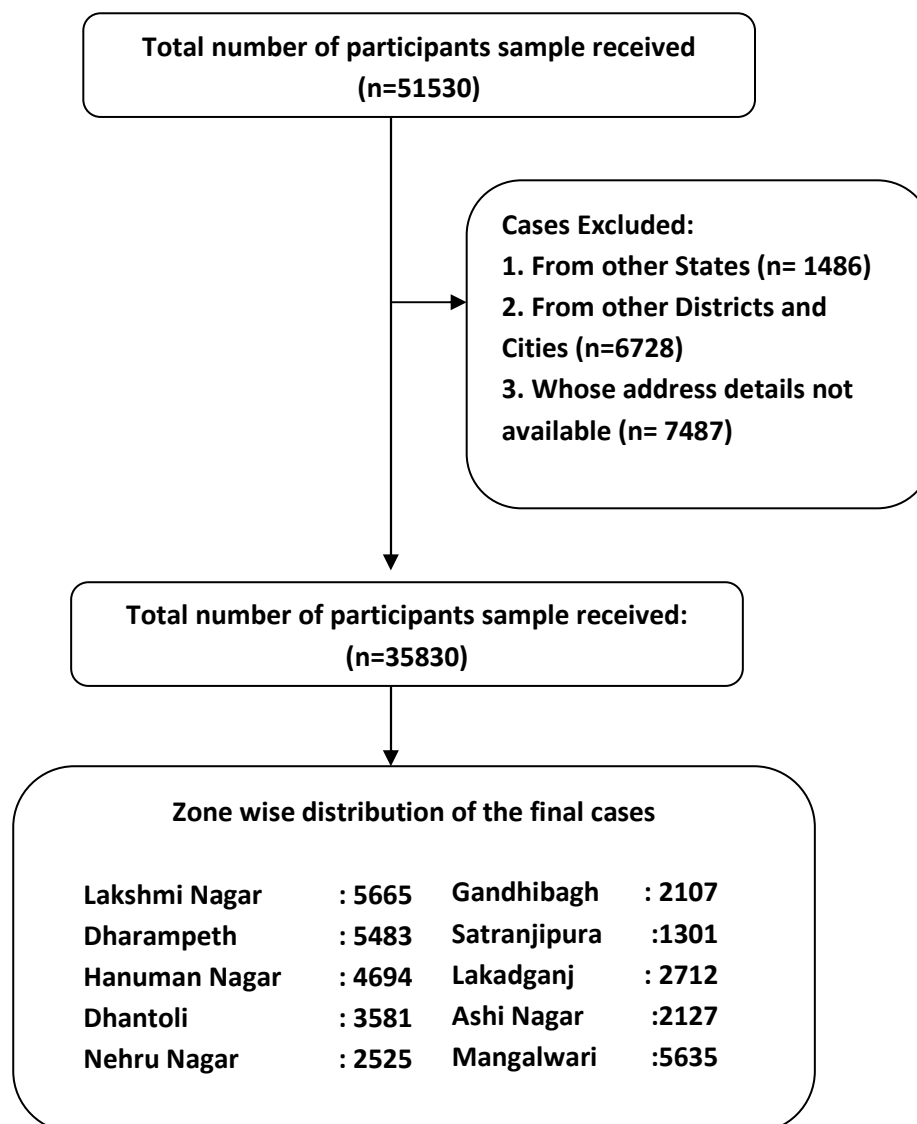 Total number of participants sample received
(n=51530)
Cases Excluded:
1. From other States (n= 1486)
2. From other Districts and
Cities (n=6728)
3. Whose address details not
available (n= 7487)
Total number of participants sample received:
(n=35830)
Zone wise distribution of the final cases
Lakshmi Nagar : 5665 Gandhibagh : 2107
Dharampeth : 5483 Satranjipura :1301
Hanuman Nagar : 4694 Lakadganj : 2712
Dhantoli : 3581 Ashi Nagar :2127
Nehru Nagar : 2525 Mangalwari :5635